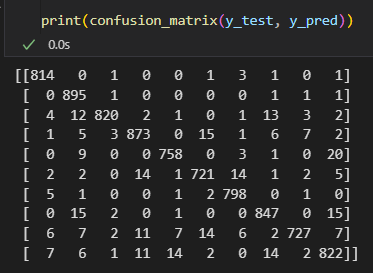 print(confusion_matrix(y_test, y_pred))
✓ 0.0s
[[814 0 1 0 0 1 3 1 0 1]
[ 0 895 1 0 0 0 0 1 1 1]
[ 4 12 820 2 1 0 1 13 3 2]
[ 1 5 3 873 0 15 1 6 7 2]
[ 0 9 0 0 758 0 3 1 0 20]
[ 2 2 0 14 1 721 14 1 2 5]
[ 5 1 0 0 1 2 798 0 1 0]
[ 0 15 2 0 1 0 0 847 0 15]
[ 6 7 2 11 7 14 6 2 727 7]
[ 7 6 1 11 14 2 0 14 2 822]]